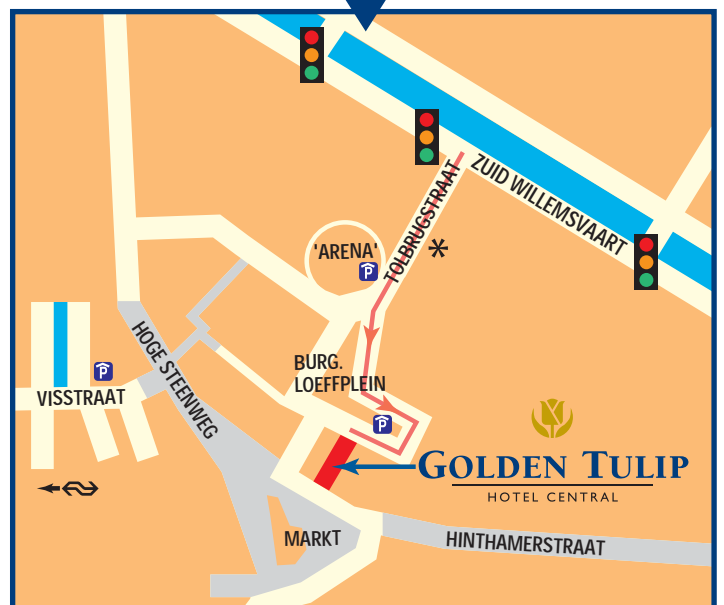 ZUID WILLEMSVAART
TOLBRUGSTRAAT
*
'ARENA'
P
HOGE STEENWEG
BURG.
LOEFFPLEIN
P
VISSTRAAT
P
GOLDEN TULIP
HOTEL CENTRAL
MARKT
HINTHAMERSTRAAT